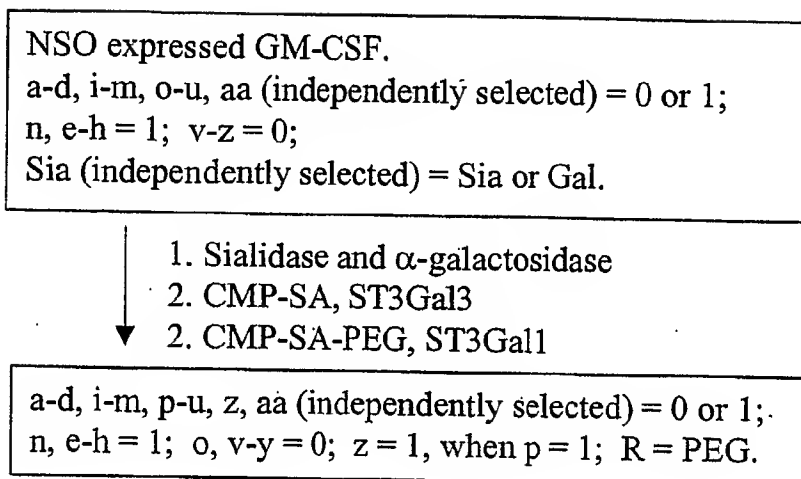 NSO expressed GM-CSF.
a-d, i-m, o-u, aa (independently selected) = 0 or 1;
n, e-h = 1; v-z = 0;
Sia (independently selected) = Sia or Gal.
1. Sialidase and α-galactosidase
2. CMP-SA, ST3Gal3
2. CMP-SA-PEG, ST3Gal1
a-d, i-m, p-u, z, aa (independently selected) = 0 or 1;
n, e-h = 1; o, v-y = 0; z = 1, when p = 1; R = PEG.